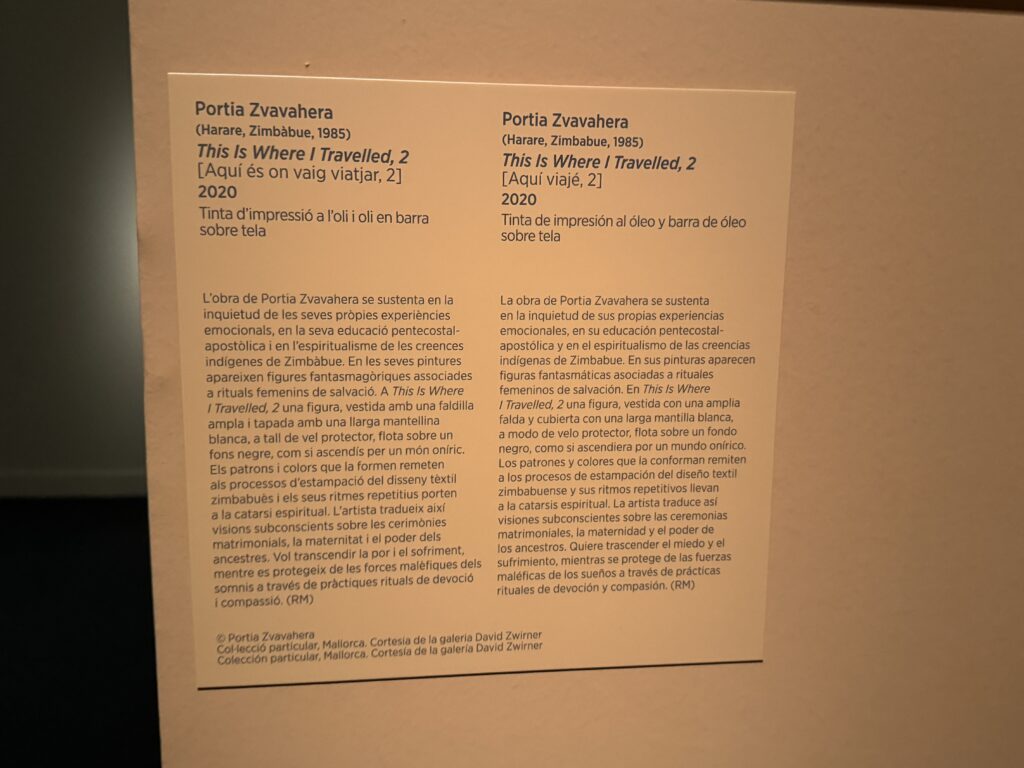 Portia Zvavahera
(Harare, Zimbàbue, 1985)
This Is Where I Travelled, 2
[Aquí és on vaig viatjar, 2]
2020
Tinta d'impressió a l'oli i oli en barra
sobre tela
L'obra de Portia Zvavahera se sustenta en la
inquietud de les seves pròpies experiències
emocionals, en la seva educació pentecostal-
apostòlica i en l'espiritualisme de les creences
indígenes de Zimbàbue. En les seves pintures
apareixen figures fantasmagòriques associades
a rituals femenins de salvació. A This Is Where
I Travelled, 2 una figura, vestida amb una faldilla
ampla i tapada amb una llarga mantellina
blanca, a tall de vel protector, flota sobre un
fons negre, com si ascendís per un món oníric.
Els patrons i colors que la formen remeten
als processos d'estampació del disseny tèxtil
zimbabuès i els seus ritmes repetitius porten
a la catarsi espiritual. L'artista tradueix així
visions subconscients sobre les cerimònies
matrimonials, la maternitat i el poder dels
ancestres. Vol transcendir la por i el sofriment,
mentre es protegeix de les forces malèfiques dels
somnis a través de pràctiques rituals de devoció
i compassió. (RM)
Portia Zvavahera
(Harare, Zimbabue, 1985)
This Is Where I Travelled, 2
[Aquí viajé, 2]
2020
Tinta de impresión al óleo y barra de óleo
sobre tela
La obra de Portia Zvavahera se sustenta
en la inquietud de sus propias experiencias
emocionales, en su educación pentecostal-
apostólica y en el espiritualismo de las creencias
indígenas de Zimbabue. En sus pinturas aparecen
figuras fantasmáticas asociadas a rituales
femeninos de salvación. En This Is Where
I Travelled, 2 una figura, vestida con una amplia
falda y cubierta con una larga mantilla blanca,
a modo de velo protector, flota sobre un fondo
negro, como si ascendiera por un mundo onírico.
Los patrones y colores que la conforman remiten
a los procesos de estampación del diseño textil
zimbabuense y sus ritmos repetitivos llevan
a la catarsis espiritual. La artista traduce así
visiones subconscientes sobre las ceremonias
matrimoniales, la maternidad y el poder de
los ancestros. Quiere trascender el miedo y el
sufrimiento, mientras se protege de las fuerzas
maléficas de los sueños a través de prácticas
rituales de devoción y compasión. (RM)
© Portia Zvavahera
Col·lecció particular, Mallorca. Cortesia de la galeria David Zwirner
Colección particular, Mallorca. Cortesía de la galería David Zwirner